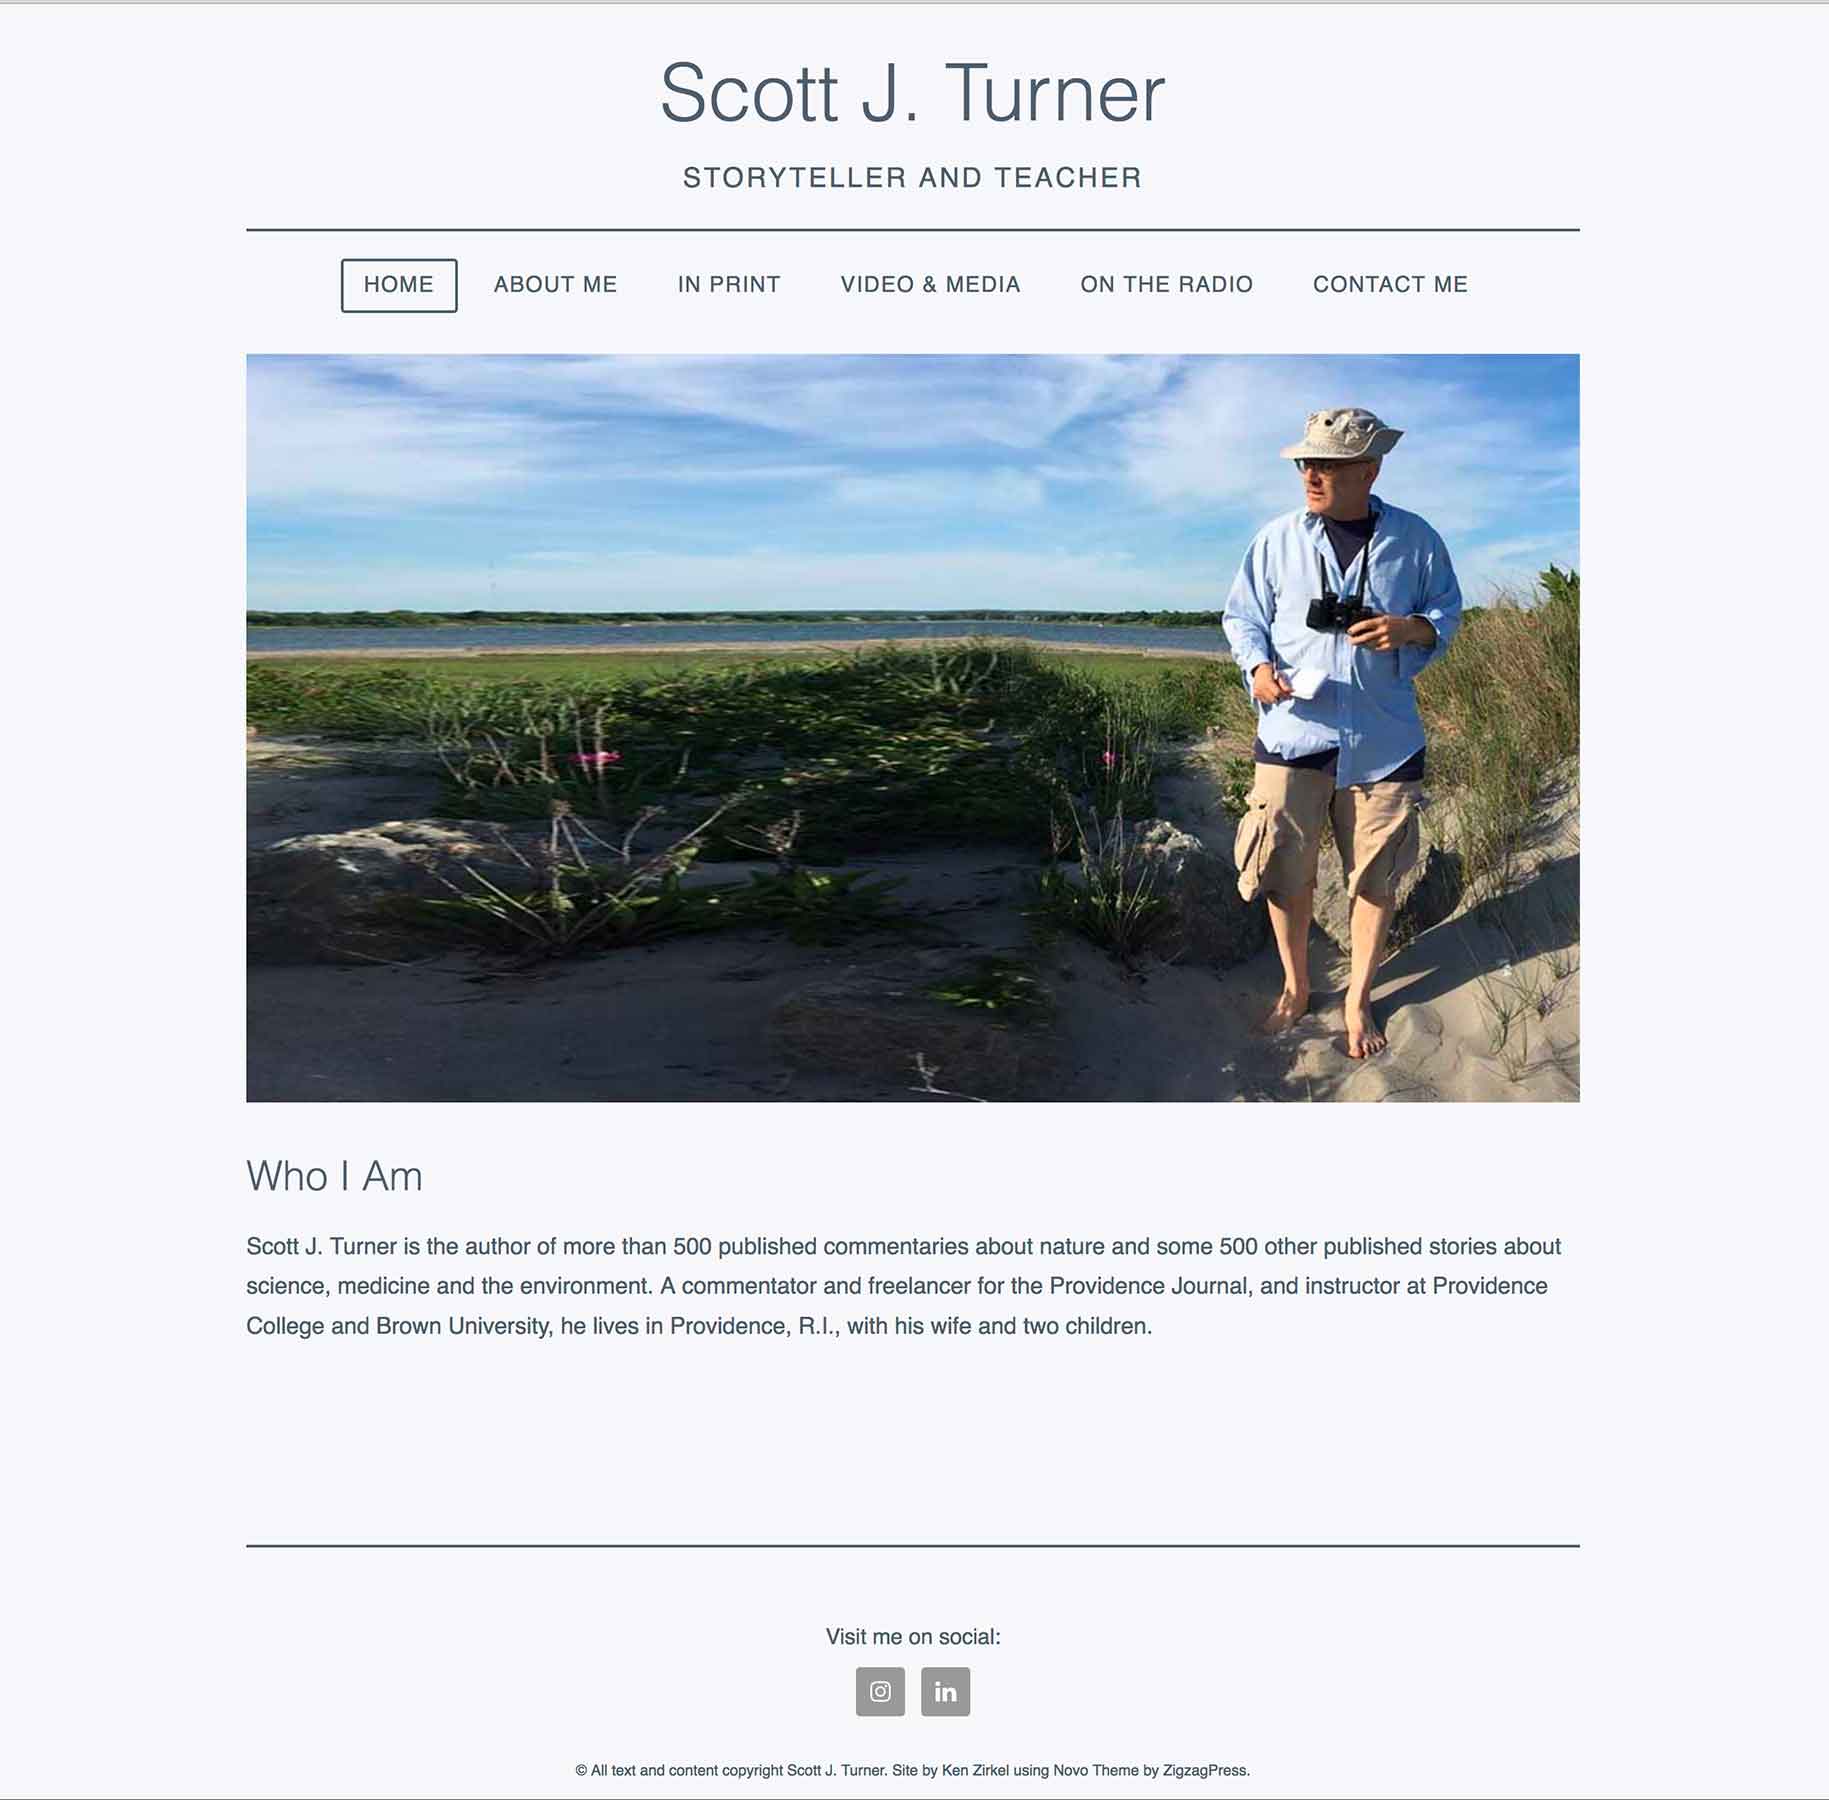 Scott J. Turner
STORYTELLER AND TEACHER
HOME ABOUT ME IN PRINT VIDEO & MEDIA ON THE RADIO CONTACT ME
Who I Am
Scott J. Turner is the author of more than 500 published commentaries about nature and some 500 other published stories about
science, medicine and the environment. A commentator and freelancer for the Providence Journal, and instructor at Providence
College and Brown University, he lives in Providence, R.I., with his wife and two children.
Visit me on social:
in
© All text and content copyright Scott J. Turner. Site by Ken Zirkel using Novo Theme by ZigzagPress.